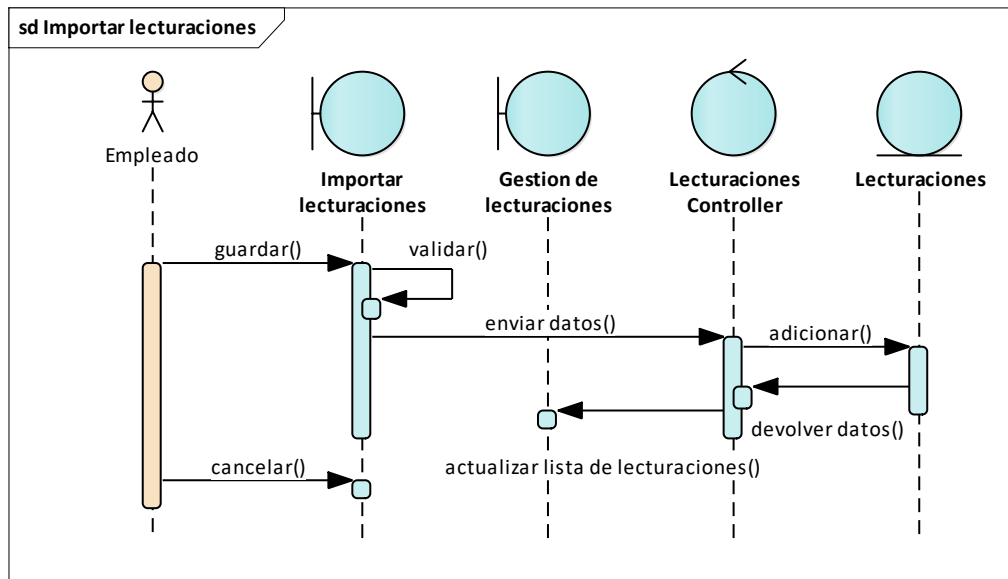 sd Importar lecturaciones
Empleado
Importar
lecturaciones
Gestion de
lecturaciones
Lecturaciones
Controller
Lecturaciones
guardar()
validar()
enviar datos()
adicionar()
devolver datos()
actualizar lista de lecturaciones()
cancelar()